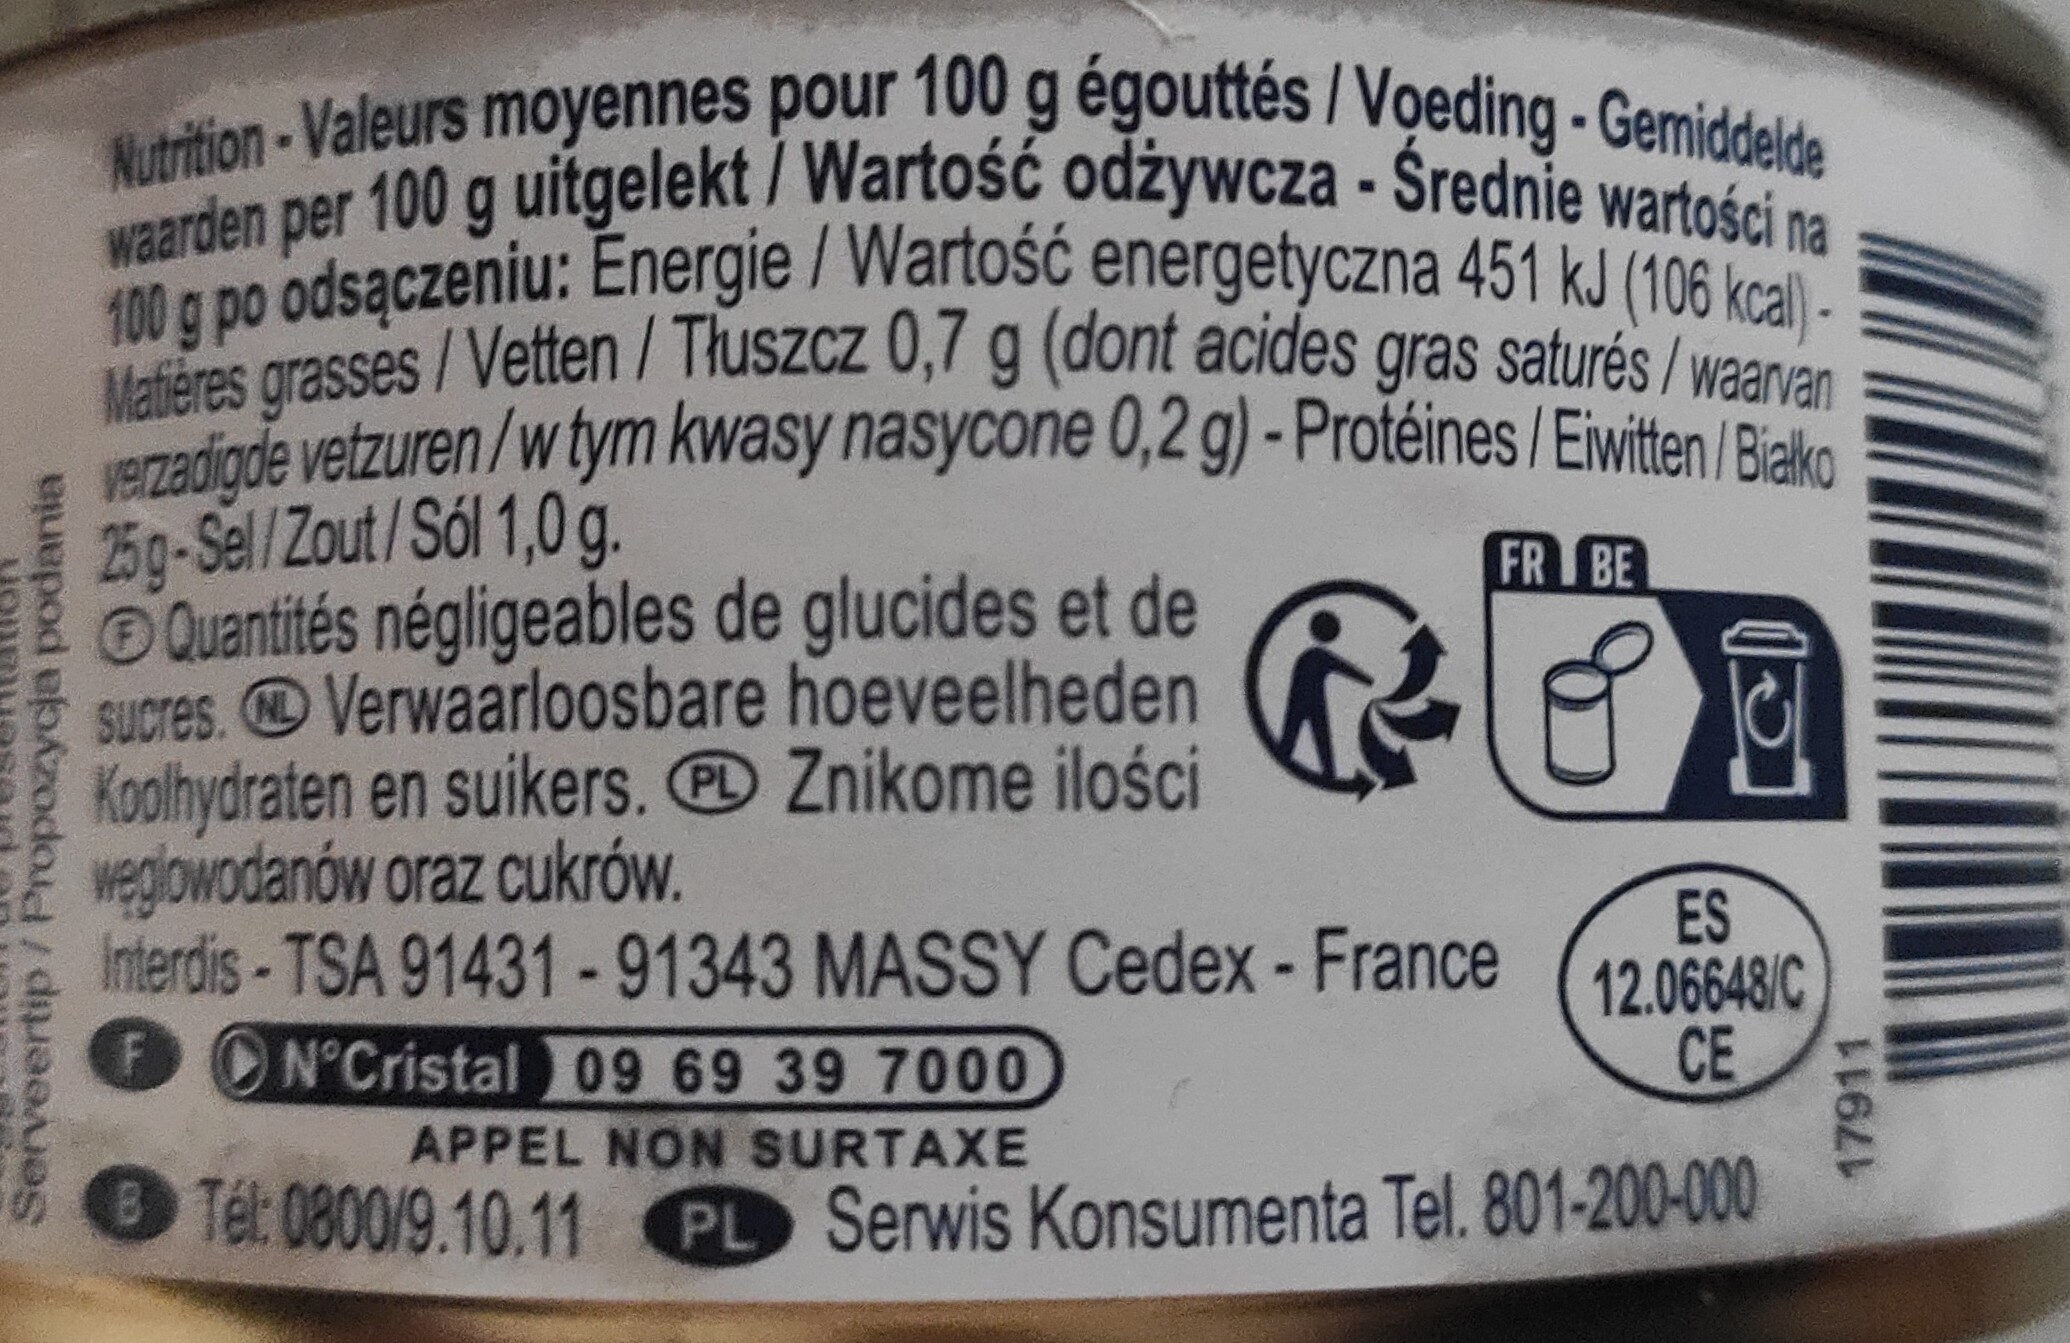 Nutrition - Valeurs moyennes pour 100 g égouttés / Voeding - Gemiddelde
waarden per 100 g uitgelekt / Wartość odżywcza - Średnie wartości na
100 g po odsączeniu: Énergie / Wartość energetyczna 451 kJ (106 kcal) -
Matières grasses / Vetten / Tłuszcz 0,7 g (dont acides gras saturés / waarvan
verzadigde vetzuren / w tym kwasy nasycone 0,2 g) - Protéines / Eiwitten / Białko
25 g - Sel / Zout / Sól 1,0 g.
F Quantités négligeables de glucides et de
sucres. NL Verwaarloosbare hoeveelheden
Koolhydraten en suikers. PL Znikome ilości
węglowodanów oraz cukrów.
FR BE
Interdis - TSA 91431 - 91343 MASSY Cedex - France
ES
12.06648/C
CE
F N°Cristal 09 69 39 7000
APPEL NON SURTAXE
B Tél: 0800/9.10.11 PL Serwis Konsumenta Tel. 801-200-000
17911
Serveertip / Propozycja podania